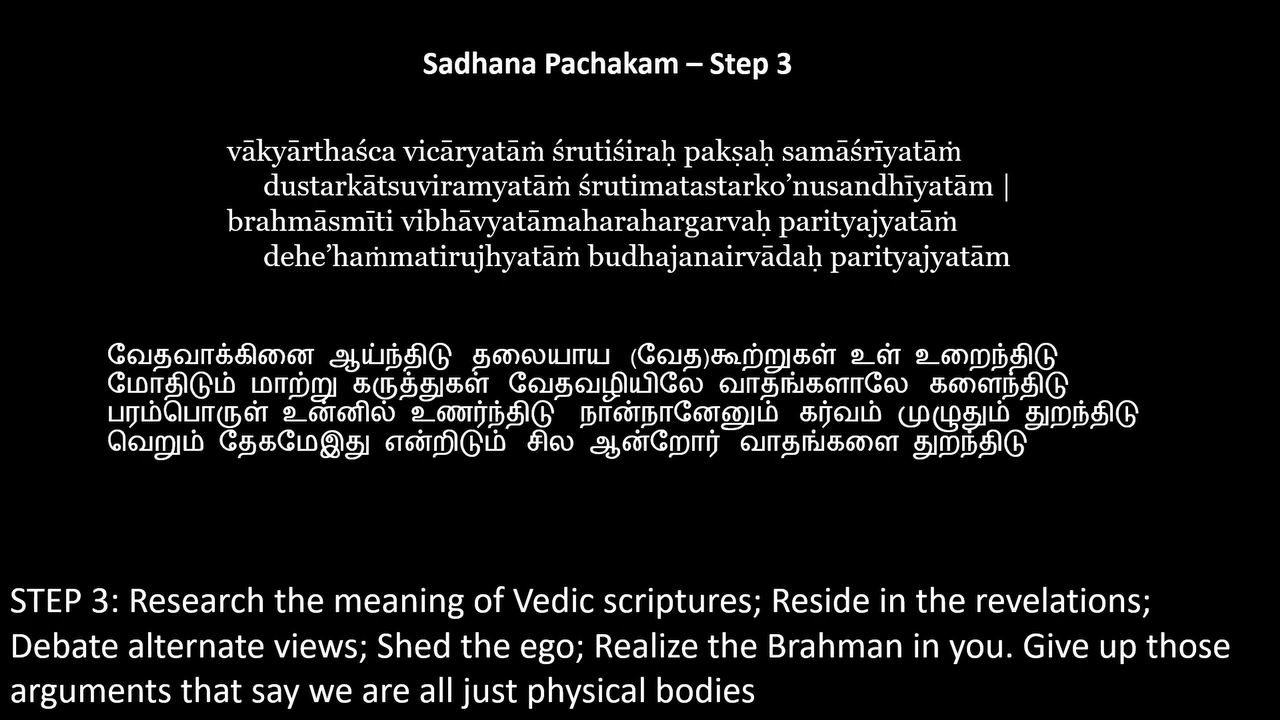 Sadhana Pachakam – Step 3
vākyārthaśca vicāryatāṁ śrutiśiraḥ pakṣaḥ samāśrīyatāṁ
dustarkātsuviramyatāṁ śrutimatastarko’nusandhīyatām |
brahmāsmīti vibhāvyatāmaharahargarvaḥ parityajyatāṁ
dehe’haṁmatirujhyatāṁ budhajanairvādaḥ parityajyatām
வேதவாக்கினை ஆய்ந்திடு தலையாய (வேத)கூற்றுகள் உள் உறைந்திடு
மோதிடும் மாற்று கருத்துகள் வேதவழியிலே வாதங்களாலே களைந்திடு
பரம்பொருள் உன்னில் உணர்ந்திடு நான்நானேனும் கர்வம் முழுதும் துறந்திடு
வெறும் தேகமேஇது என்றிடும் சில ஆன்றோர் வாதங்களை துறந்திடு
STEP 3: Research the meaning of Vedic scriptures; Reside in the revelations;
Debate alternate views; Shed the ego; Realize the Brahman in you. Give up those
arguments that say we are all just physical bodies